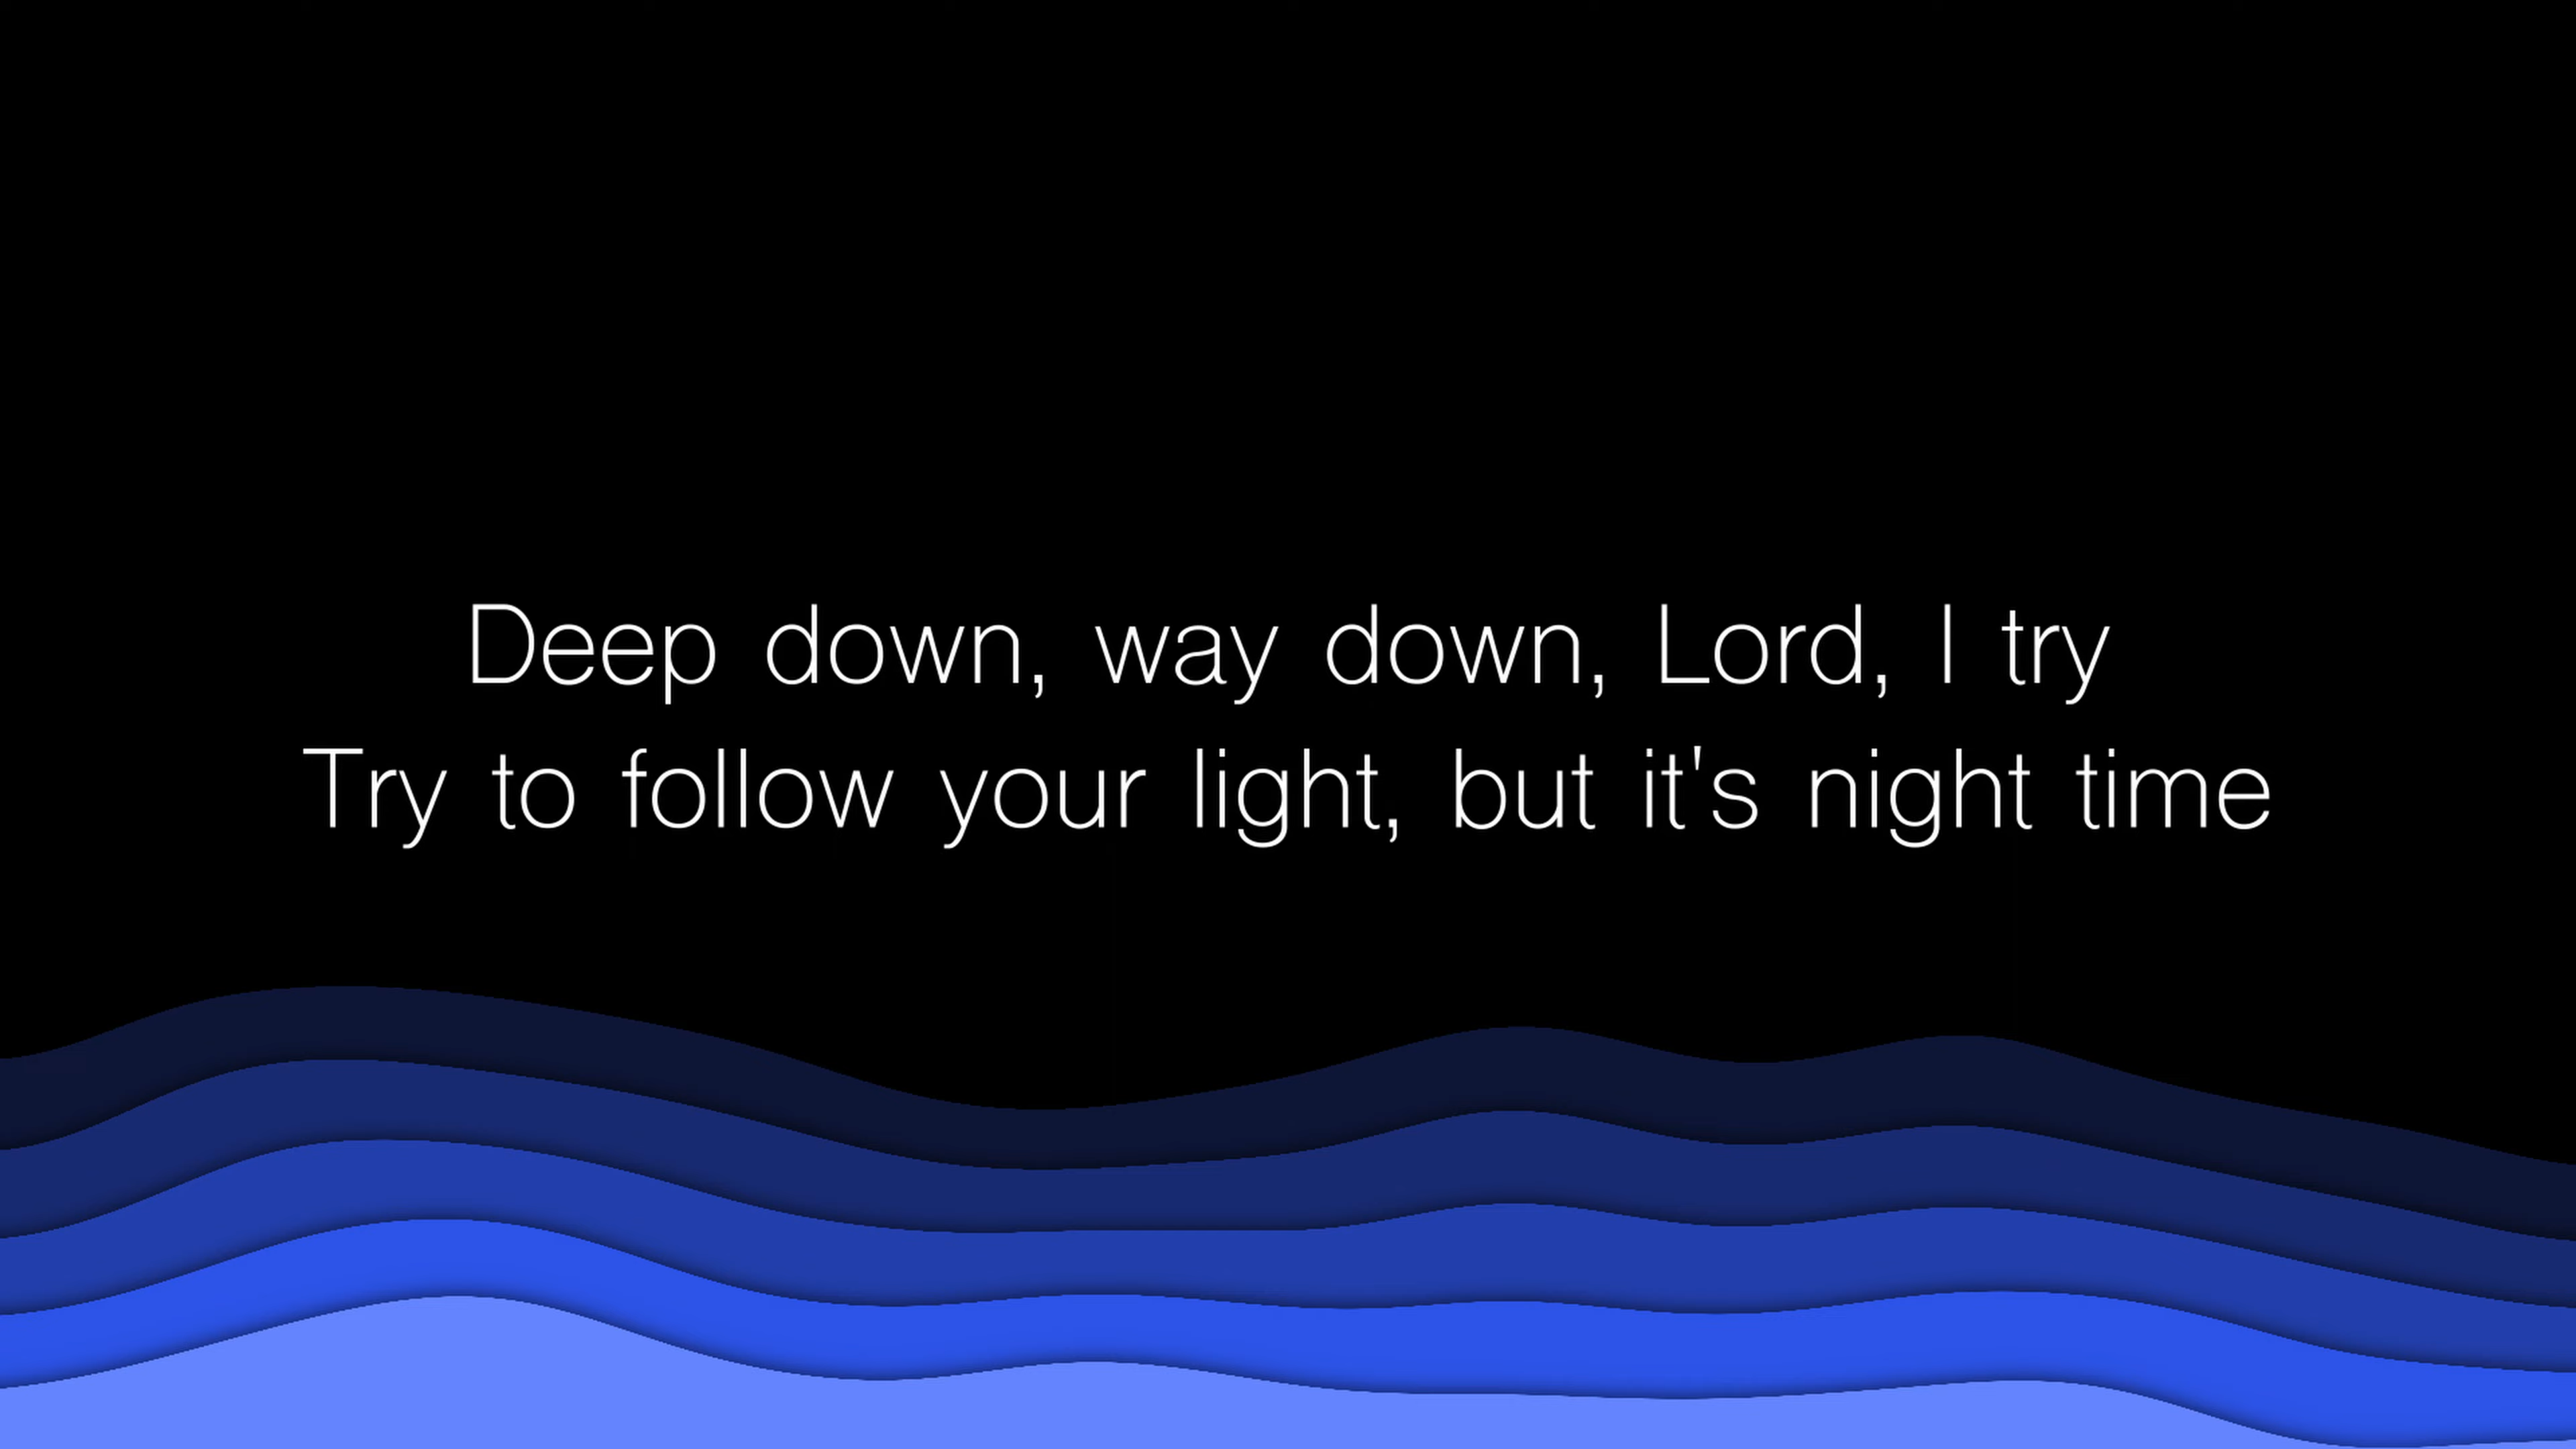 Deep down, way down, Lord, I try
Try to follow your light, but it's night time